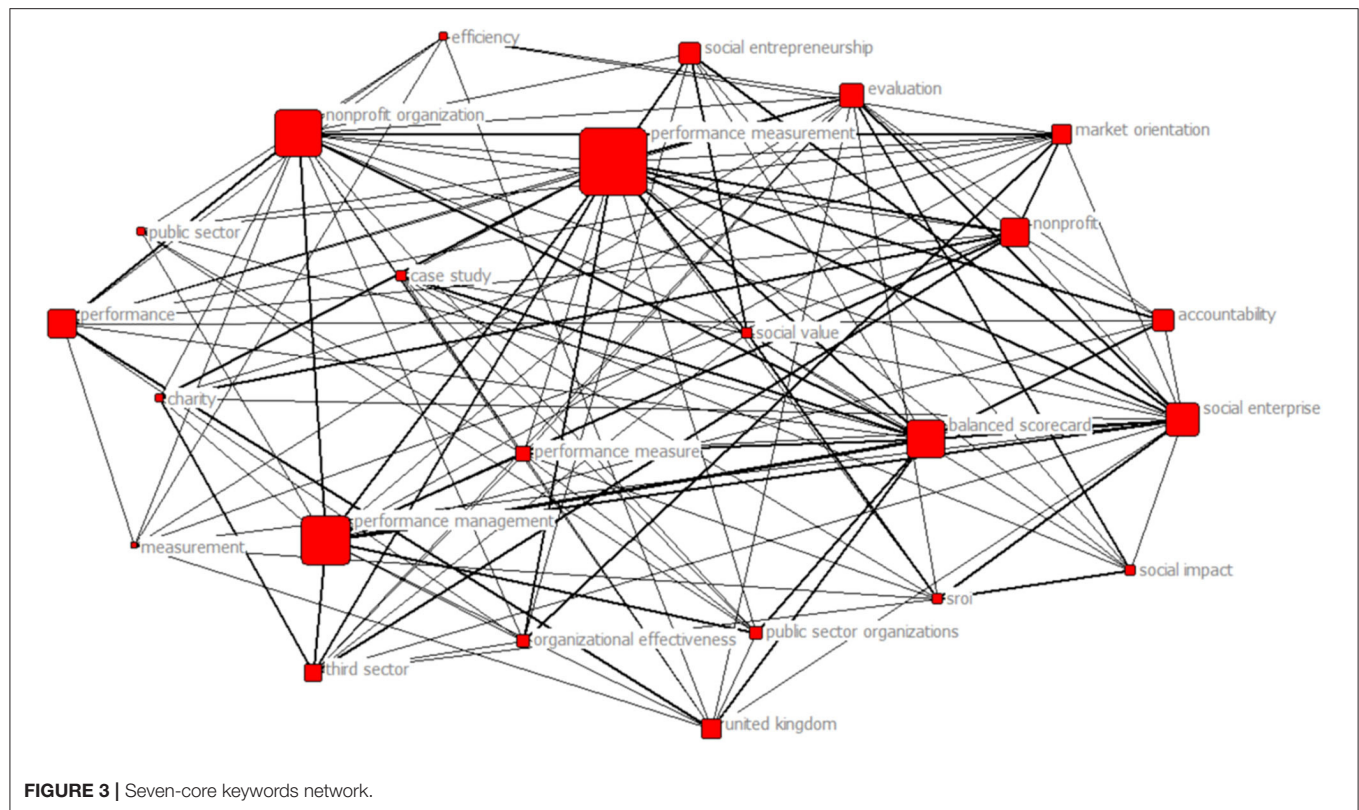 efficiency
social entrepreneurship
evaluation
nonprofit organization
performance measurement
market orientation
nonprofit
public sector
case study
performance
social value
accountability
charity
social enterprise
balanced scorecard
performance measure
performance management
measurement
social impact
sroi
public sector organizations
organizational effectiveness
third sector
united kingdom
FIGURE 3 | Seven-core keywords network.